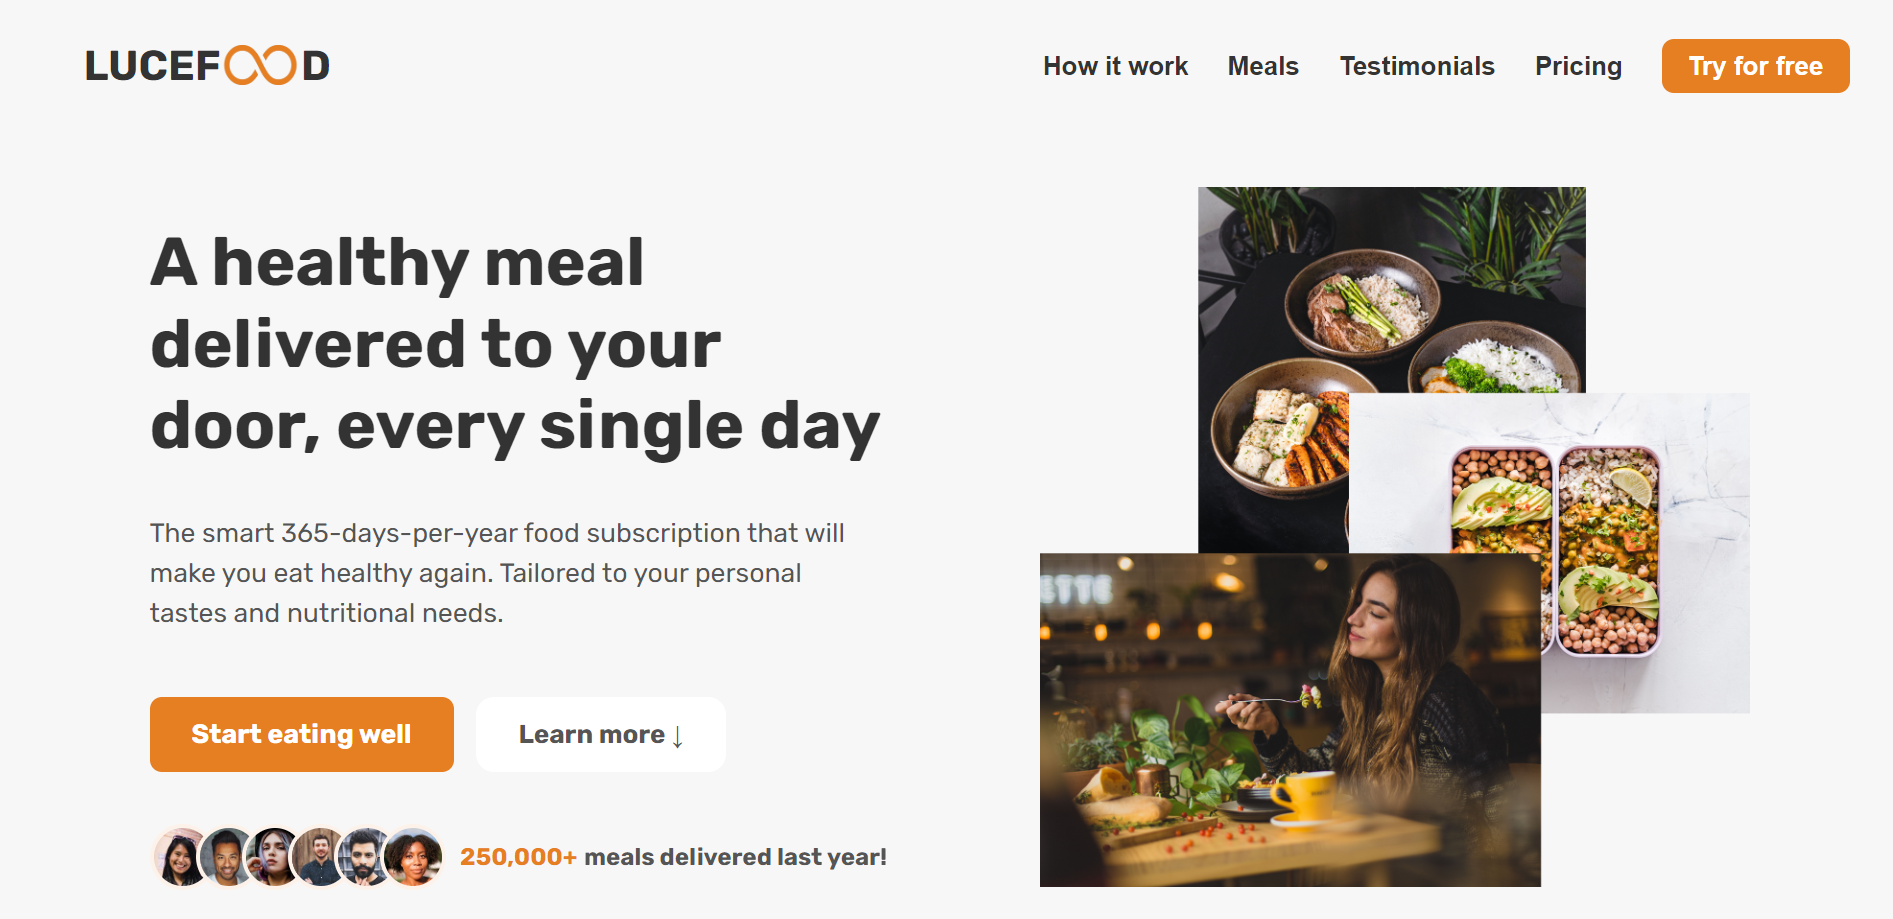 LUCEFOOD
How it work
Meals
Testimonials
Pricing
Try for free
A healthy meal
delivered to your
door, every single day
The smart 365-days-per-year food subscription that will
make you eat healthy again. Tailored to your personal
tastes and nutritional needs.
Start eating well
Learn more ↓
250,000+ meals delivered last year!
ETTE